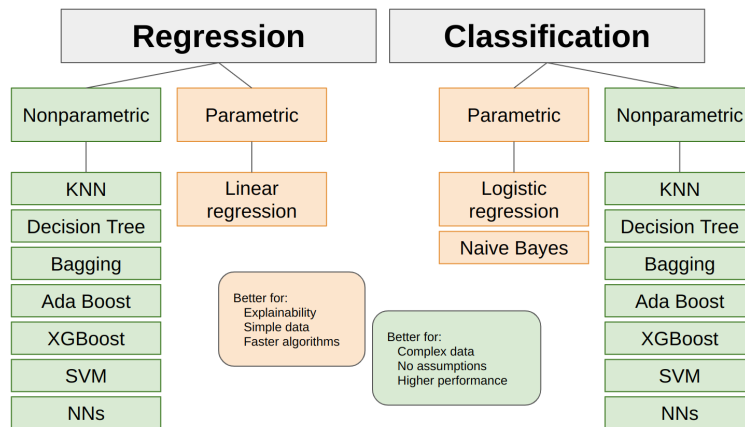 Regression
Classification
Nonparametric
Parametric
Parametric
Nonparametric
KNN
Decision Tree
Bagging
Ada Boost
XGBoost
SVM
NNs
Linear
regression
Logistic
regression
Naive Bayes
KNN
Decision Tree
Bagging
Ada Boost
XGBoost
SVM
NNs
Better for:
Explainability
Simple data
Faster algorithms
Better for:
Complex data
No assumptions
Higher performance